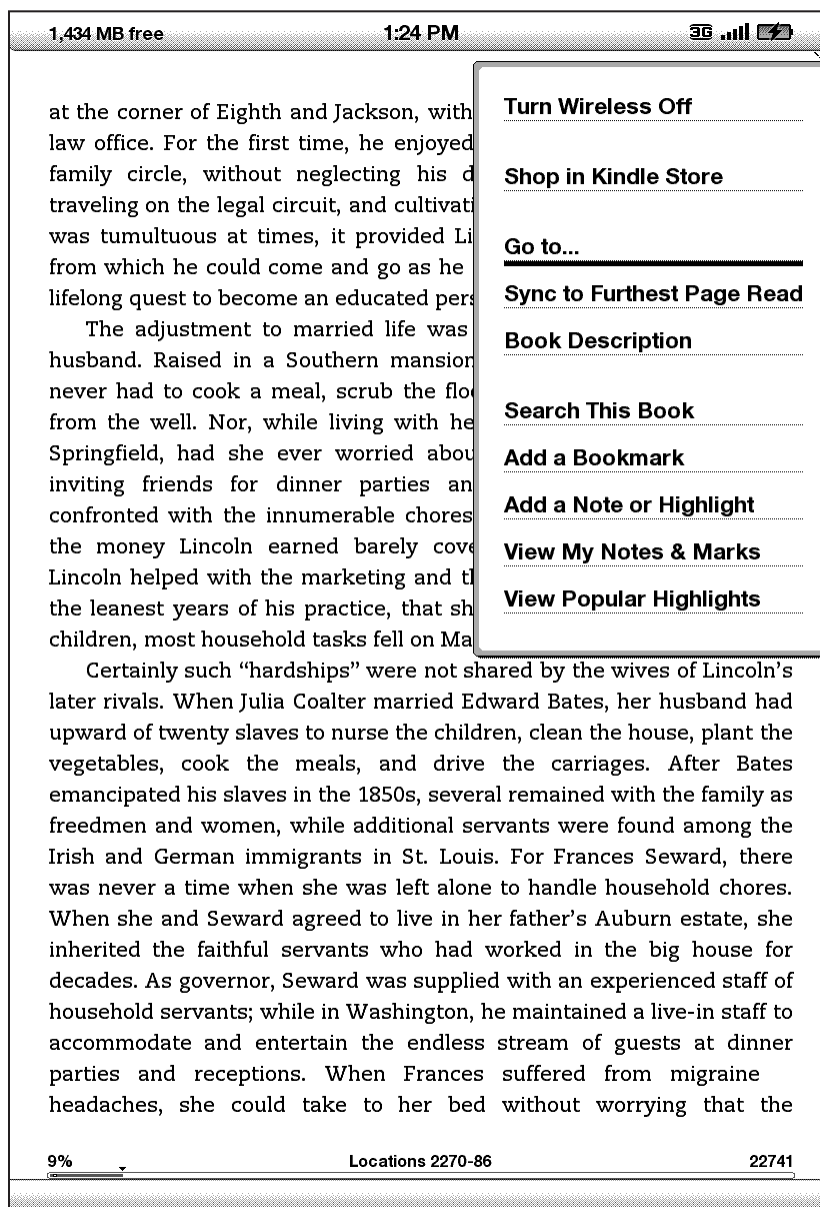 1,434 MB free 1:24 PM 3G
Turn Wireless Off
Shop in Kindle Store
Go to...
Sync to Furthest Page Read
Book Description
Search This Book
Add a Bookmark
Add a Note or Highlight
View My Notes & Marks
View Popular Highlights
at the corner of Eighth and Jackson, with
law office. For the first time, he enjoyed
family circle, without neglecting his
traveling on the legal circuit, and
was tumultuous at times, it provided
from which he could come and go as he
lifelong quest to become an educated
The adjustment to married life was
husband. Raised in a Southern
never had to cook a meal, scrub the
from the well. Nor, while living with
Springfield, had she ever worried
inviting friends for dinner parties
confronted with the innumerable chores
the money Lincoln earned barely
Lincoln helped with the marketing and
the leanest years of his practice, that
children, most household tasks fell on
Certainly such “hardships” were not shared by the wives of Lincoln’s
later rivals. When Julia Coalter married Edward Bates, her husband had
upward of twenty slaves to nurse the children, clean the house, plant the
vegetables, cook the meals, and drive the carriages. After Bates
emancipated his slaves in the 1850s, several remained with the family as
freedmen and women, while additional servants were found among the
Irish and German immigrants in St. Louis. For Frances Seward, there
was never a time when she was left alone to handle household chores.
When she and Seward agreed to live in her father’s Auburn estate, she
inherited the faithful servants who had worked in the big house for
decades. As governor, Seward was supplied with an experienced staff of
household servants; while in Washington, he maintained a live-in staff to
accommodate and entertain the endless stream of guests at dinner
parties and receptions. When Frances suffered from migraine
headaches, she could take to her bed without worrying that the
9% Locations 2270-86 22741